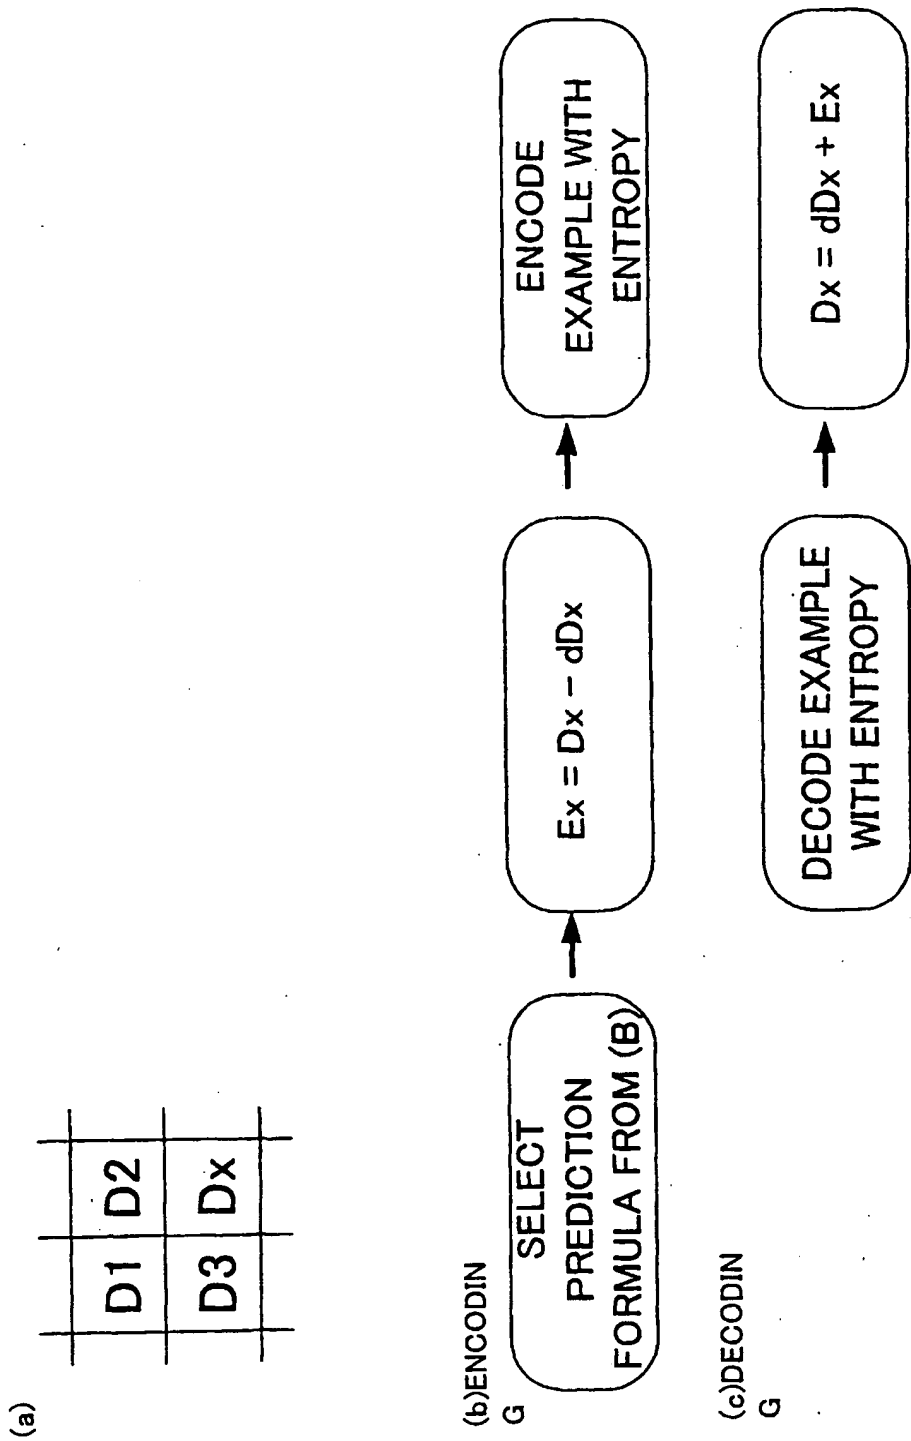 (a)
D1 D2
D3 Dx
(b)ENCODIN
G
SELECT
PREDICTION
FORMULA FROM (B)
Ex = Dx − dDx
ENCODE
EXAMPLE WITH
ENTROPY
(c)DECODIN
G
DECODE EXAMPLE
WITH ENTROPY
Dx = dDx + Ex